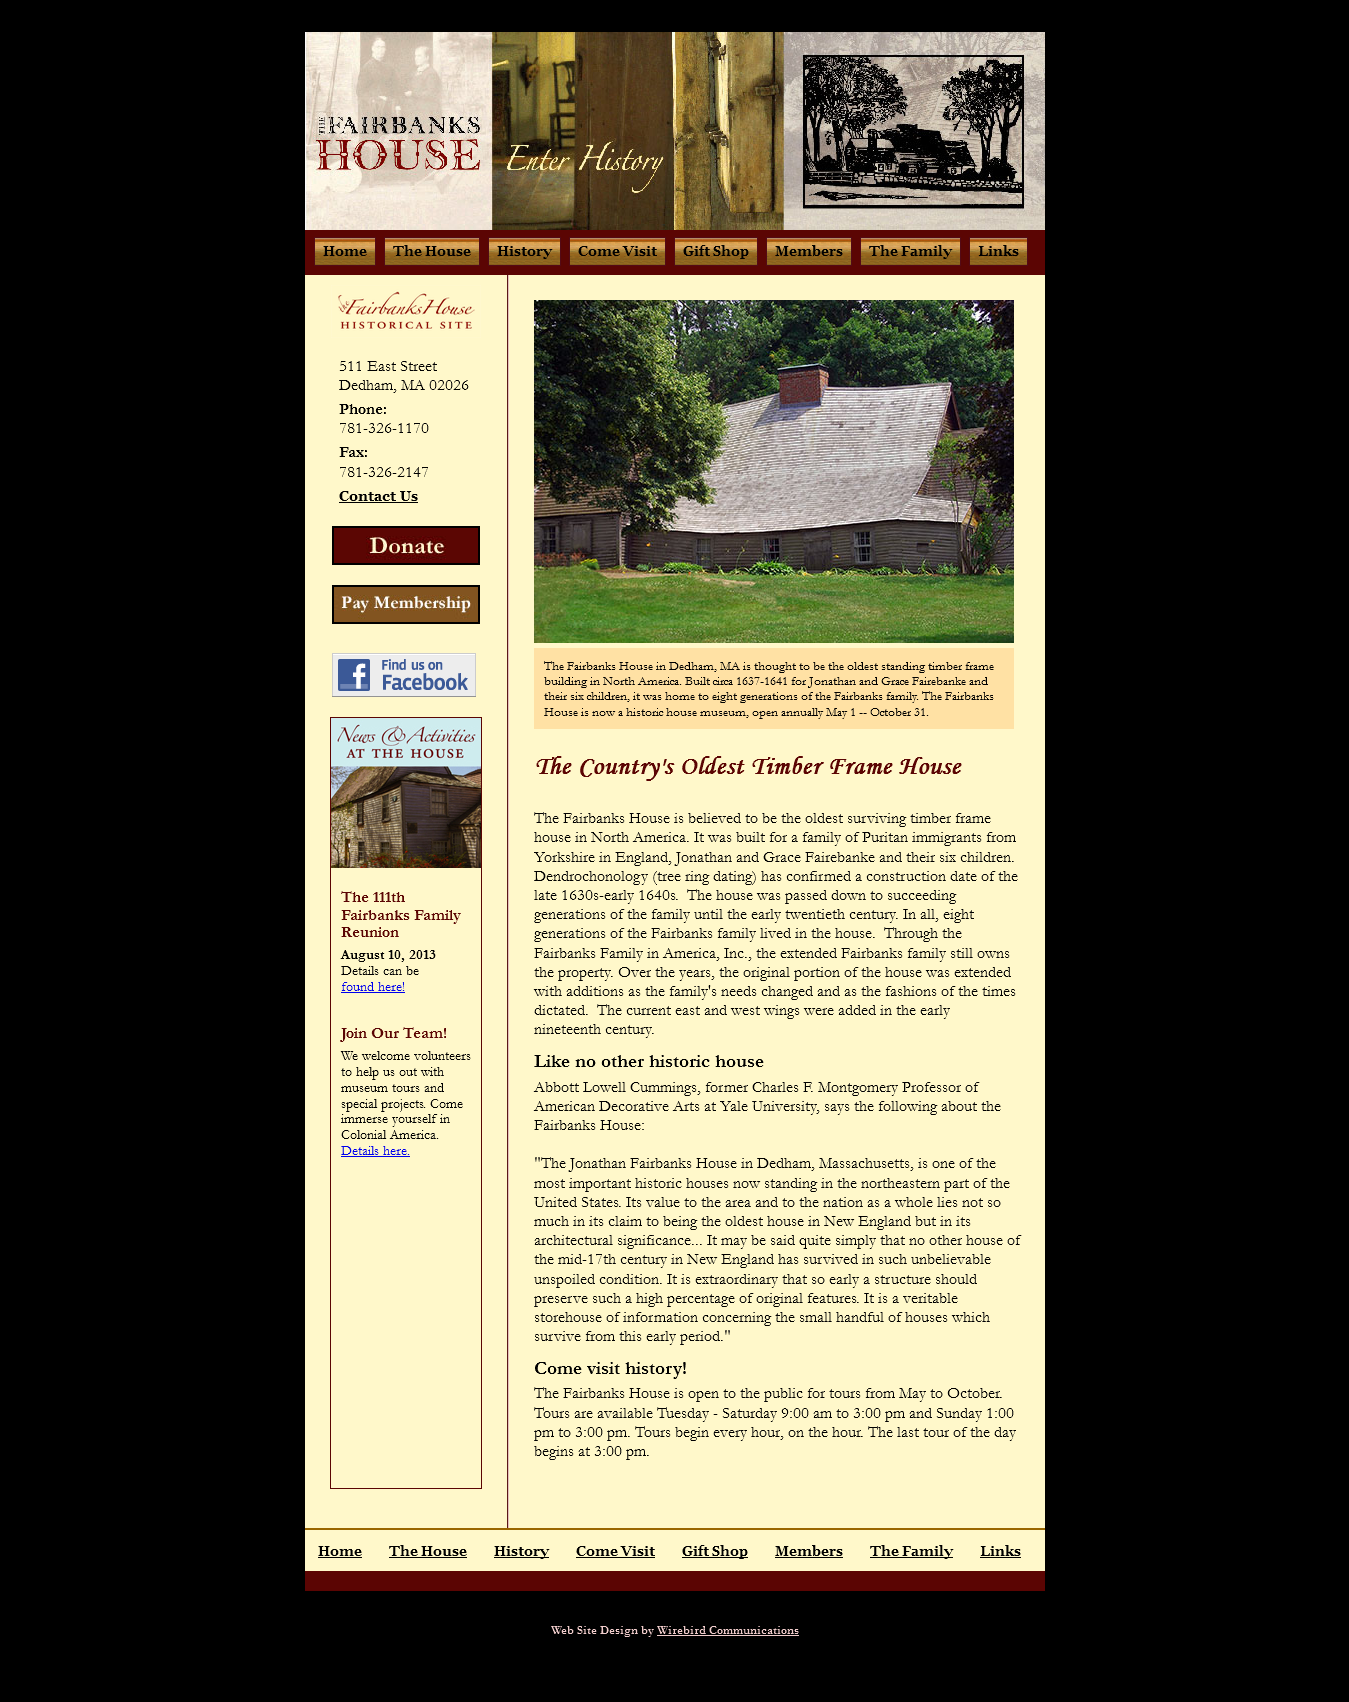 THE FAIRBANKS
HOUSE
Enter History
Home The House History Come Visit Gift Shop Members The Family Links
the Fairbanks House
HISTORICAL SITE
511 East Street
Dedham, MA 02026
Phone:
781-326-1170
Fax:
781-326-2147
Contact Us
Donate
Pay Membership
Find us on
Facebook
News & Activities
AT THE HOUSE
The 111th
Fairbanks Family
Reunion
August 10, 2013
Details can be
found here!
Join Our Team!
We welcome volunteers
to help us out with
museum tours and
special projects. Come
immerse yourself in
Colonial America.
Details here.
The Fairbanks House in Dedham, MA is thought to be the oldest standing timber frame
building in North America. Built circa 1637-1641 for Jonathan and Grace Fairebanke and
their six children, it was home to eight generations of the Fairbanks family. The Fairbanks
House is now a historic house museum, open annually May 1 -- October 31.
The Country's Oldest Timber Frame House
The Fairbanks House is believed to be the oldest surviving timber frame
house in North America. It was built for a family of Puritan immigrants from
Yorkshire in England, Jonathan and Grace Fairebanke and their six children.
Dendrochonology (tree ring dating) has confirmed a construction date of the
late 1630s-early 1640s.  The house was passed down to succeeding
generations of the family until the early twentieth century. In all, eight
generations of the Fairbanks family lived in the house.  Through the
Fairbanks Family in America, Inc., the extended Fairbanks family still owns
the property. Over the years, the original portion of the house was extended
with additions as the family's needs changed and as the fashions of the times
dictated.  The current east and west wings were added in the early
nineteenth century.
Like no other historic house
Abbott Lowell Cummings, former Charles F. Montgomery Professor of
American Decorative Arts at Yale University, says the following about the
Fairbanks House:
"The Jonathan Fairbanks House in Dedham, Massachusetts, is one of the
most important historic houses now standing in the northeastern part of the
United States. Its value to the area and to the nation as a whole lies not so
much in its claim to being the oldest house in New England but in its
architectural significance... It may be said quite simply that no other house of
the mid-17th century in New England has survived in such unbelievable
unspoiled condition. It is extraordinary that so early a structure should
preserve such a high percentage of original features. It is a veritable
storehouse of information concerning the small handful of houses which
survive from this early period."
Come visit history!
The Fairbanks House is open to the public for tours from May to October.
Tours are available Tuesday - Saturday 9:00 am to 3:00 pm and Sunday 1:00
pm to 3:00 pm. Tours begin every hour, on the hour. The last tour of the day
begins at 3:00 pm.
Home The House History Come Visit Gift Shop Members The Family Links
Web Site Design by Wirebird Communications